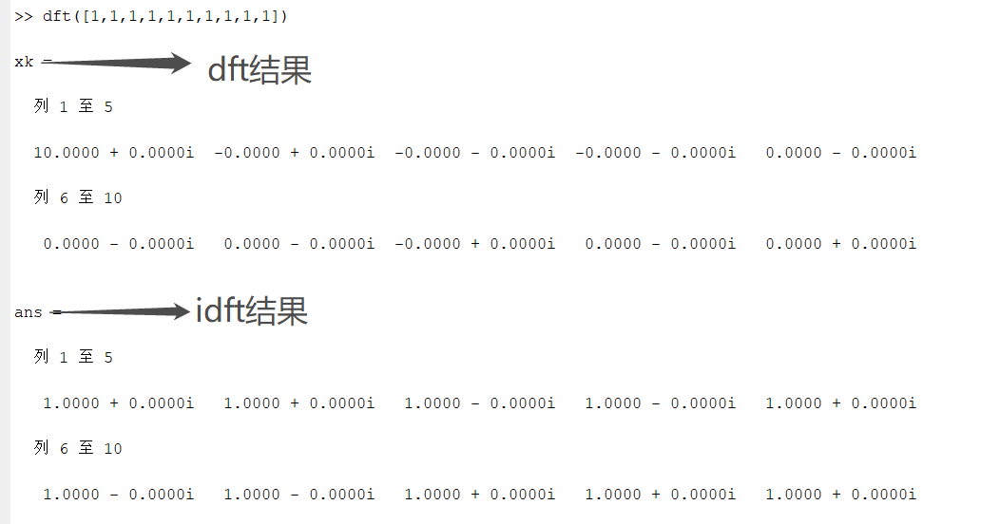 >> dft([1,1,1,1,1,1,1,1,1,1])
xk =
dft结果
列 1 至 5
10.0000 + 0.0000i -0.0000 + 0.0000i -0.0000 - 0.0000i -0.0000 - 0.0000i 0.0000 - 0.0000i
列 6 至 10
0.0000 - 0.0000i 0.0000 - 0.0000i -0.0000 + 0.0000i 0.0000 - 0.0000i 0.0000 + 0.0000i
ans =
idft结果
列 1 至 5
1.0000 + 0.0000i 1.0000 + 0.0000i 1.0000 - 0.0000i 1.0000 - 0.0000i 1.0000 + 0.0000i
列 6 至 10
1.0000 - 0.0000i 1.0000 - 0.0000i 1.0000 + 0.0000i 1.0000 + 0.0000i 1.0000 + 0.0000i